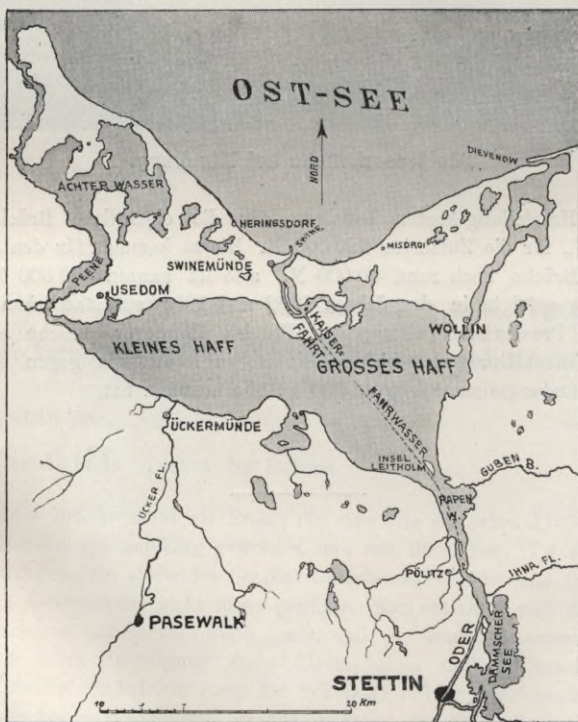 OST-SEE
NORD
DIEVENOW
ACHTER WASSER
HERINGSDORF
SWINE
MISDROI
SWINEMÜNDE
PEENE
USEDOM
KAISER-
FAHRT
WOLLIN
KLEINES HAFF
GROSSES HAFF
FAHRWASSER
ÜCKERMÜNDE
INSEL
LEITHOLM
GUBEN B.
UCKER FL.
PAPEN
W.
PÖLITZ
IHNA FL.
PASEWALK
ODER
DAMMSCHER
SEE
STETTIN
10
0
20 Km